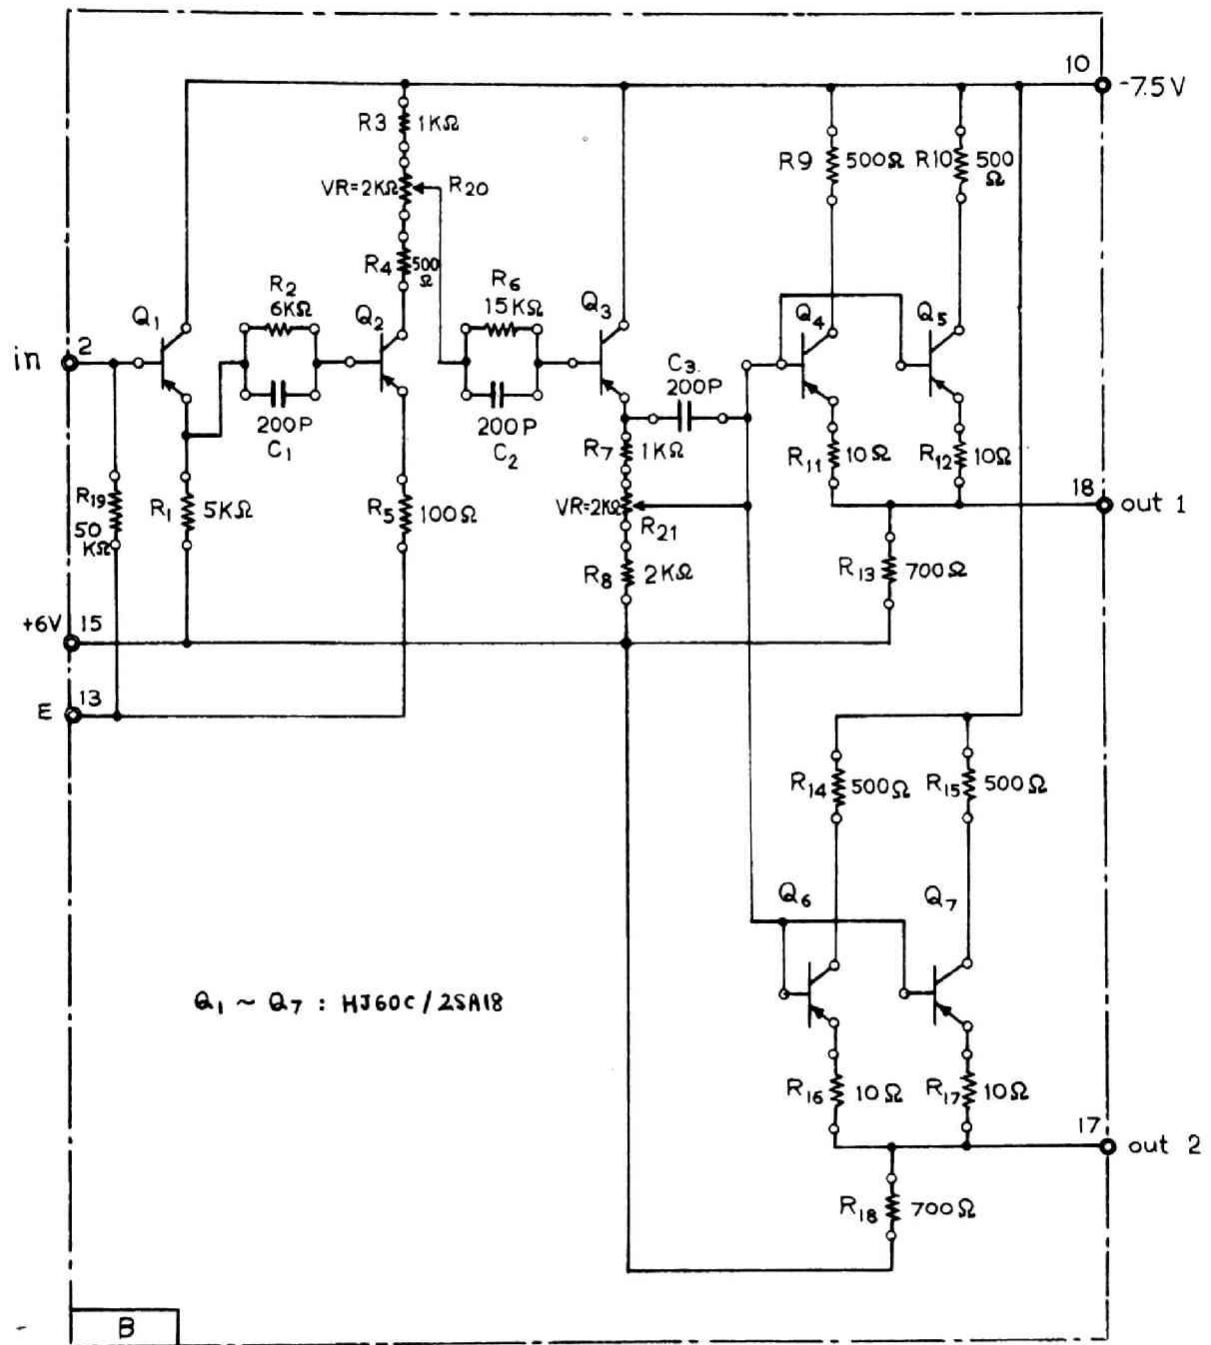 10
-7.5V
R3 1KΩ
VR=2KΩ R20
R4 500
Ω
R9 500Ω R10 500
Ω
R2
6KΩ
R6
15KΩ
Q1
Q2
Q3
Q4
Q5
in 2
200P
C1
200P
C2
C3
200P
R7 1KΩ
R11 10Ω R12 10Ω
R19
50
KΩ
R1 5KΩ
R5 100Ω
VR=2KΩ
R21
18 out 1
R8 2KΩ
R13 700Ω
+6V 15
E 13
R14 500Ω R15 500Ω
Q6 Q7
Q1 ~ Q7 : HJ60C/2SA18
R16 10Ω R17 10Ω
17 out 2
R18 700Ω
B